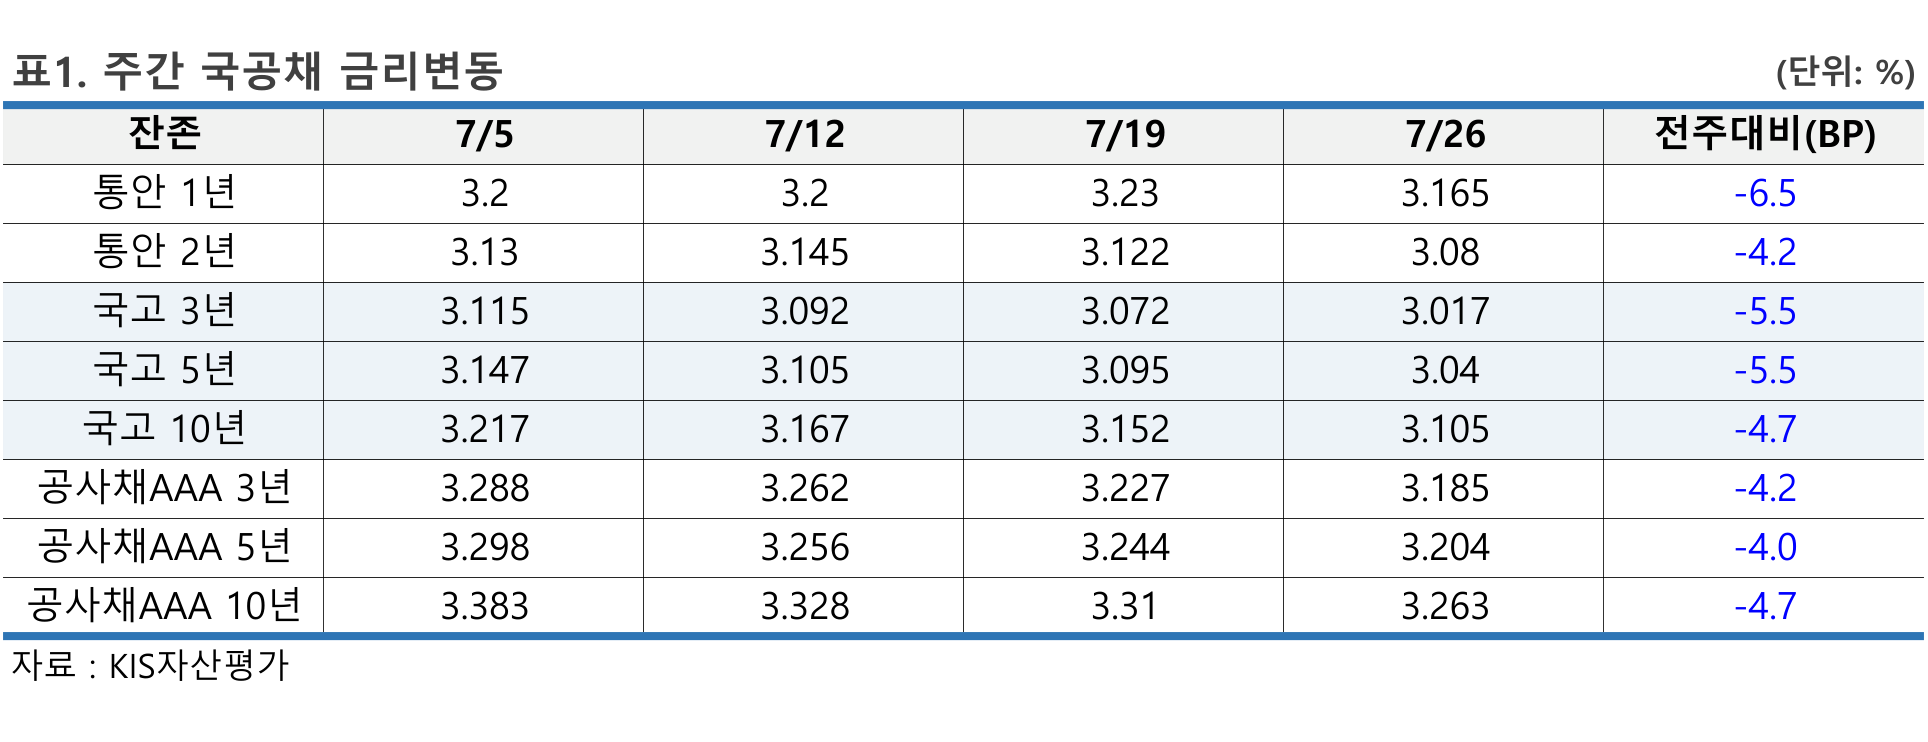 표1. 주간 국공채 금리변동 (단위: %)
잔존 7/5 7/12 7/19 7/26 전주대비(BP)
통안 1년 3.2 3.2 3.23 3.165 -6.5
통안 2년 3.13 3.145 3.122 3.08 -4.2
국고 3년 3.115 3.092 3.072 3.017 -5.5
국고 5년 3.147 3.105 3.095 3.04 -5.5
국고 10년 3.217 3.167 3.152 3.105 -4.7
공사채AAA 3년 3.288 3.262 3.227 3.185 -4.2
공사채AAA 5년 3.298 3.256 3.244 3.204 -4.0
공사채AAA 10년 3.383 3.328 3.31 3.263 -4.7
자료 : KIS자산평가